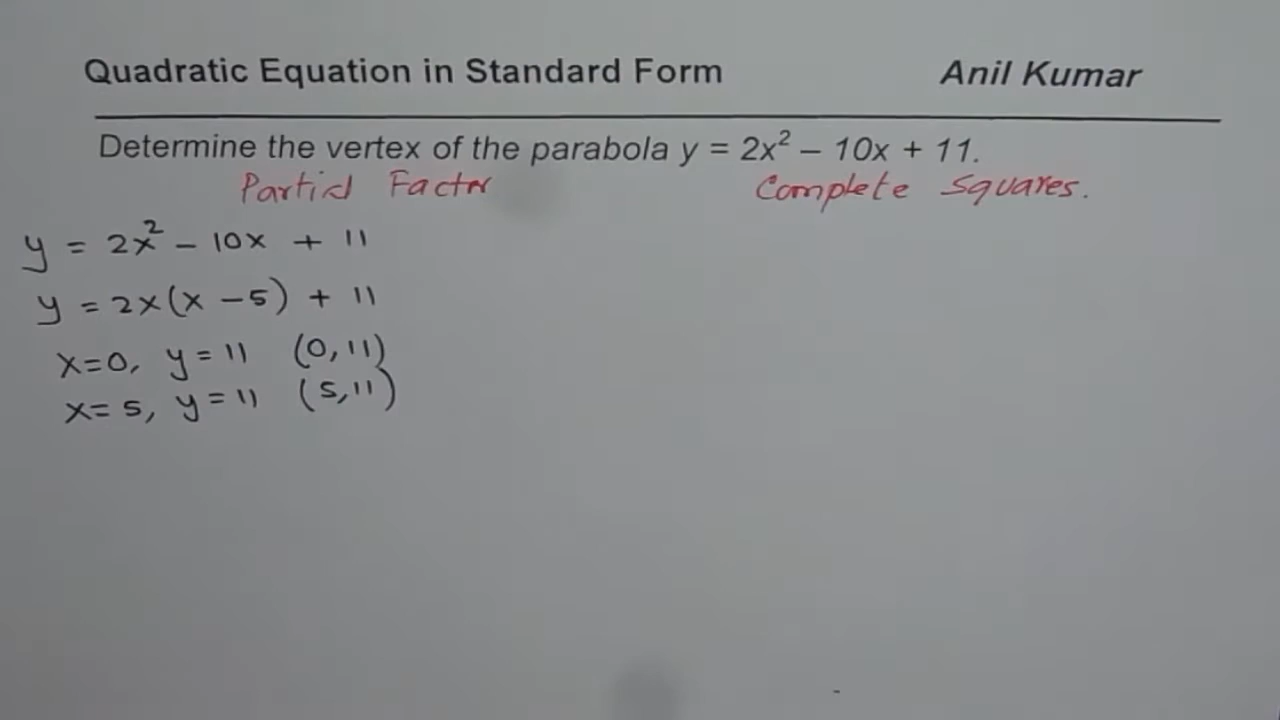 Quadratic Equation in Standard Form Anil Kumar
Determine the vertex of the parabola y = 2x² – 10x + 11.
Partial Factor Complete Squares.
y = 2x² – 10x + 11
y = 2x(x – 5) + 11
x=0, y = 11 (0,11)
x= 5, y = 11 (5,11)